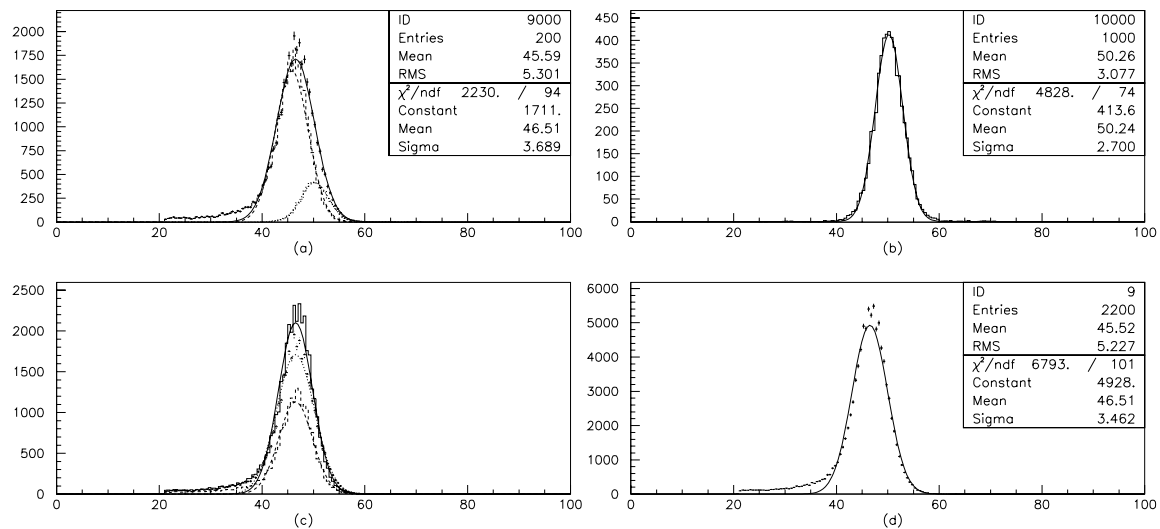 2000
1750
1500
1250
1000
750
500
250
0
0 20 40 60 80 100
(a)
ID 9000
Entries 200
Mean 45.59
RMS 5.301
χ²/ndf 2230. / 94
Constant 1711.
Mean 46.51
Sigma 3.689
450
400
350
300
250
200
150
100
50
0
0 20 40 60 80 100
(b)
ID 10000
Entries 1000
Mean 50.26
RMS 3.077
χ²/ndf 4828. / 74
Constant 413.6
Mean 50.24
Sigma 2.700
2500
2000
1500
1000
500
0
0 20 40 60 80 100
(c)
6000
5000
4000
3000
2000
1000
0
0 20 40 60 80 100
(d)
ID 9
Entries 2200
Mean 45.52
RMS 5.227
χ²/ndf 6793. / 101
Constant 4928.
Mean 46.51
Sigma 3.462